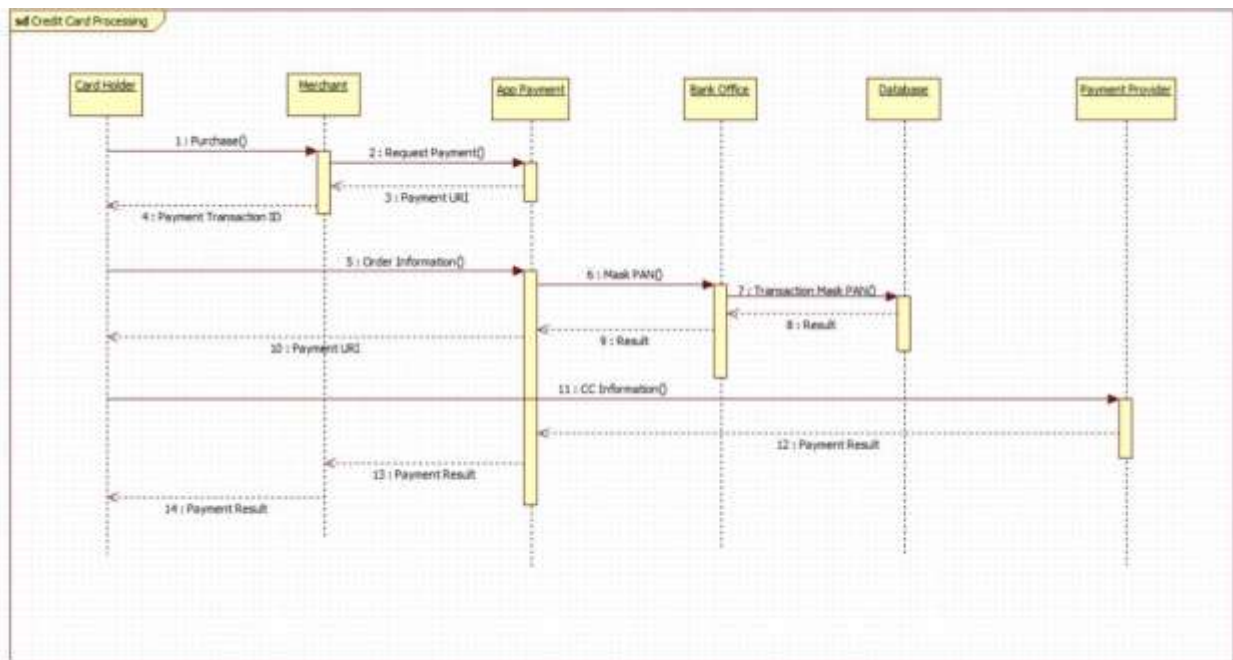 sd Credit Card Processing
Card Holder
Merchant
App Payment
Bank Office
Database
Payment Provider
1 : Purchase()
2 : Request Payment()
3 : Payment URI
4 : Payment Transaction ID
5 : Order Information()
6 : Mask PAN()
7 : Transaction Mask PAN()
8 : Result
9 : Result
10 : Payment URI
11 : CC Information()
12 : Payment Result
13 : Payment Result
14 : Payment Result